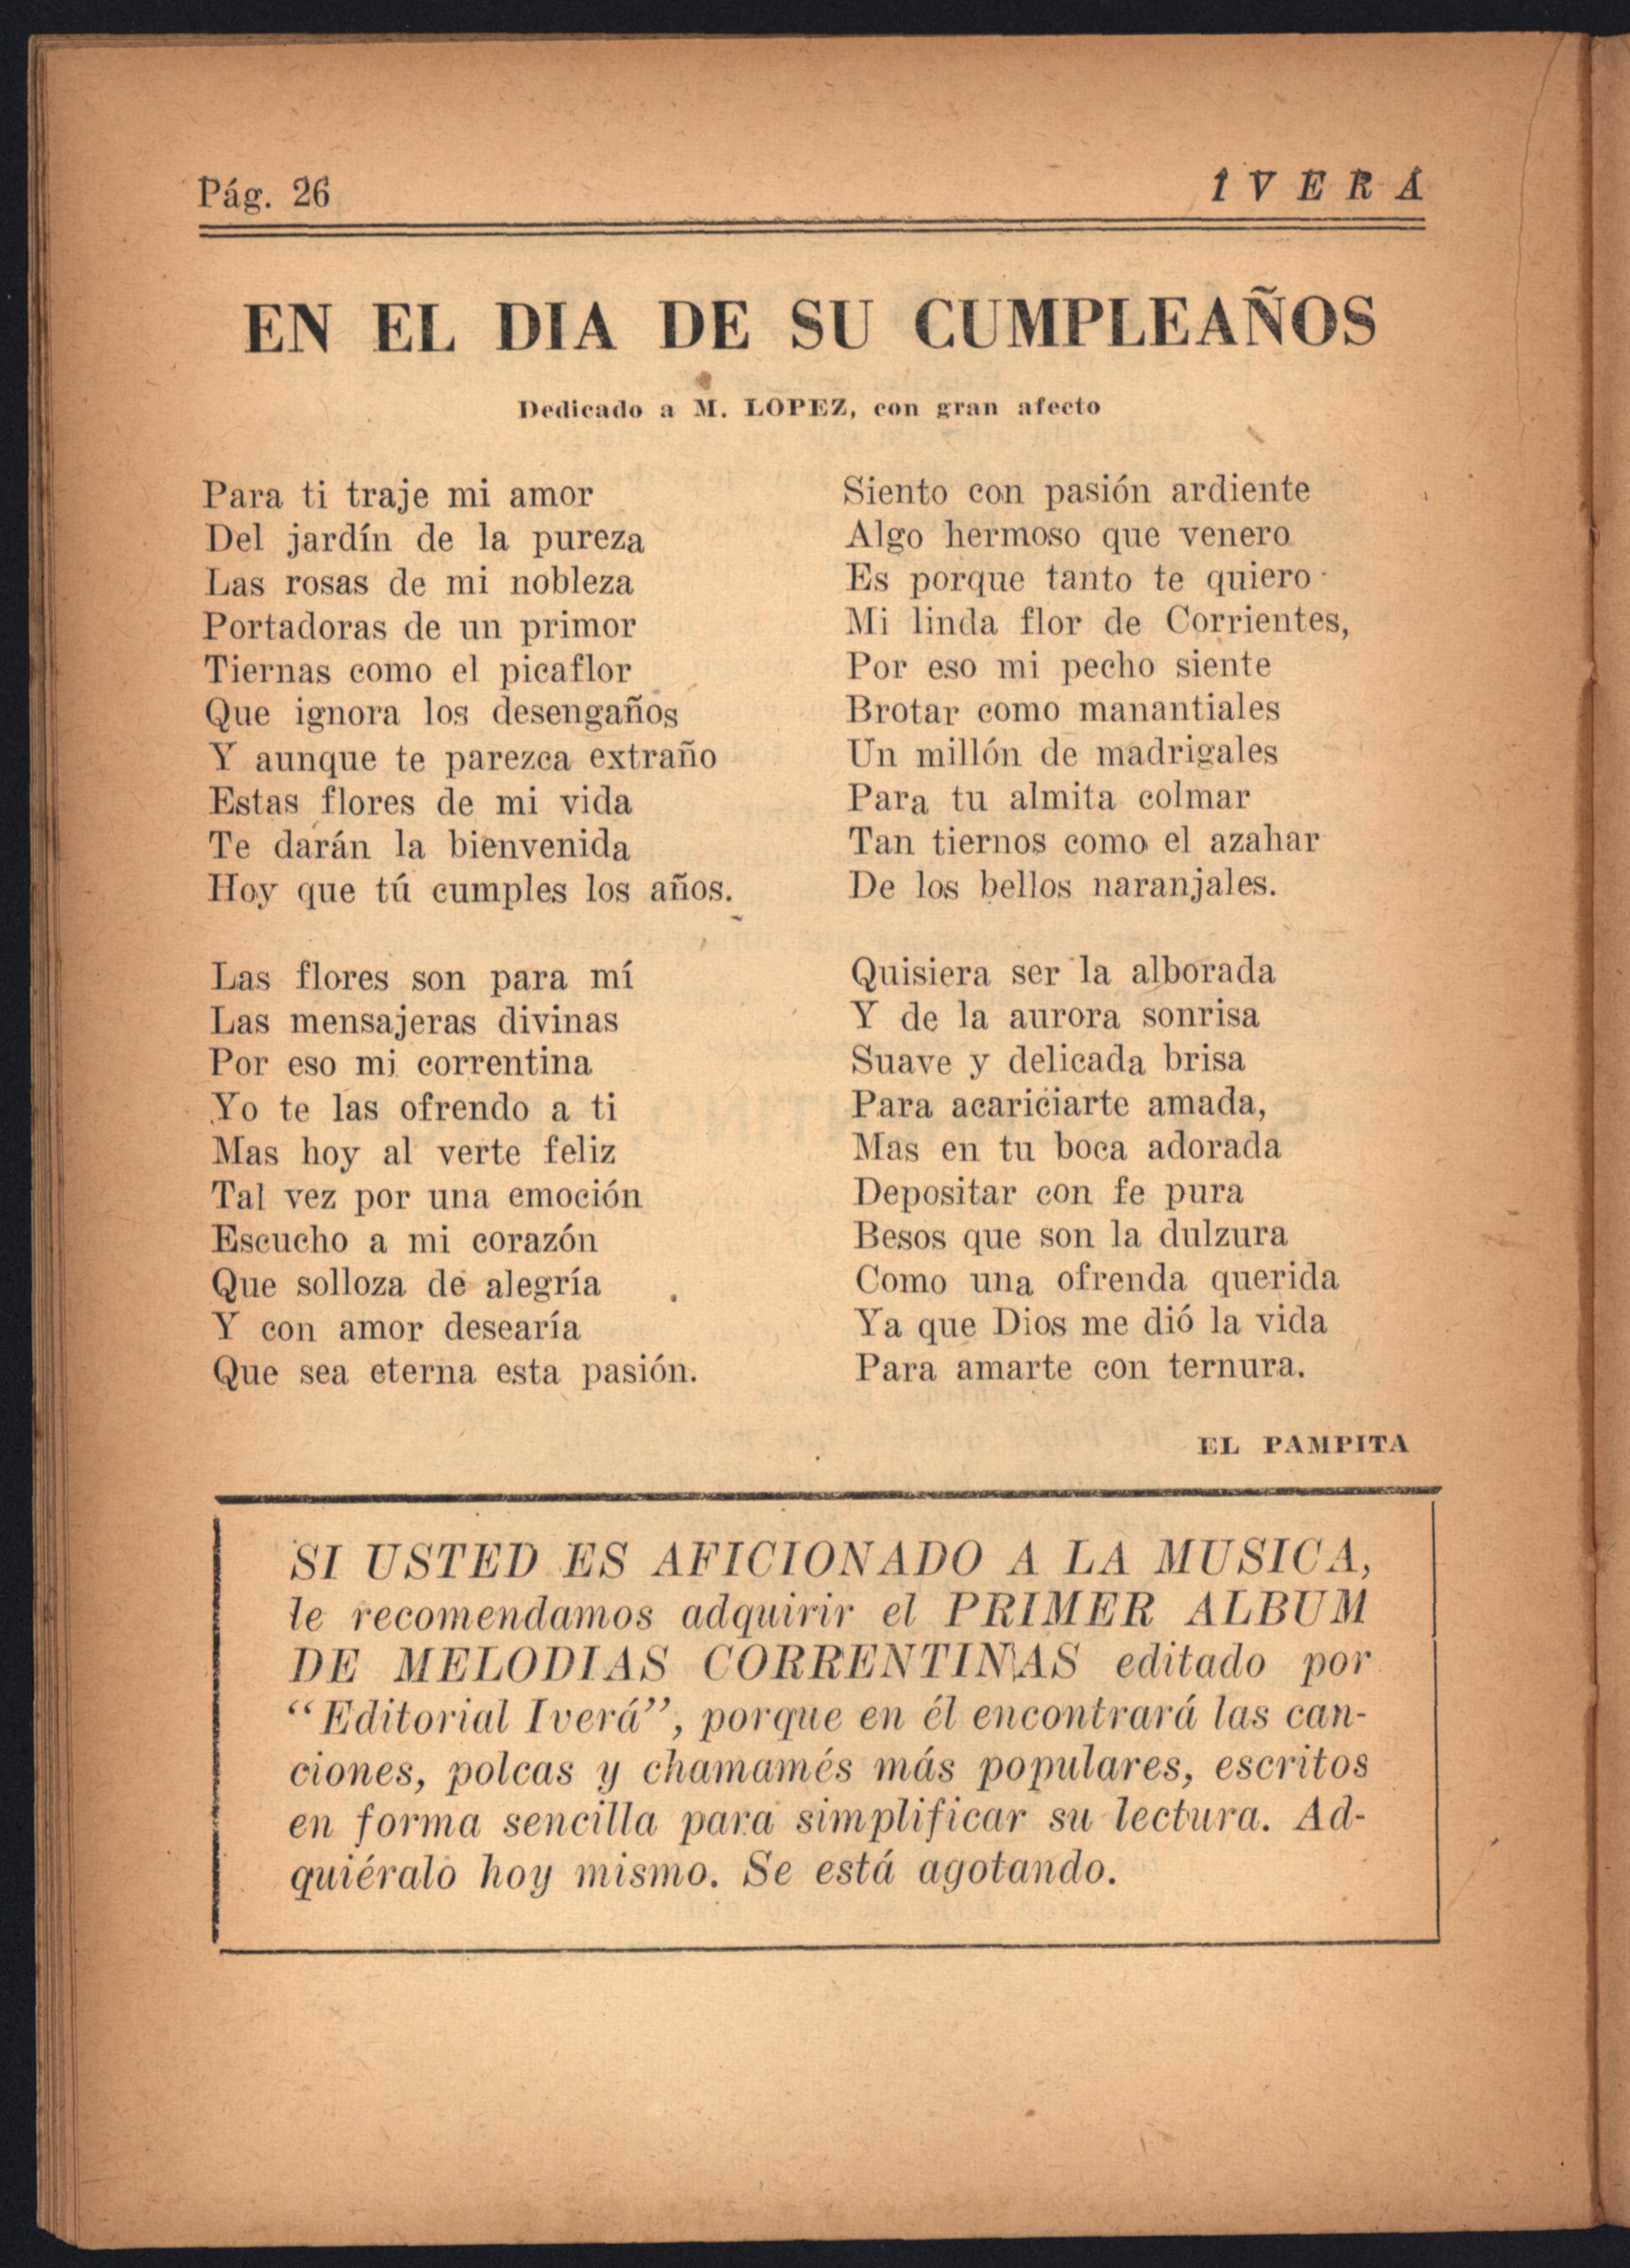 Pág. 26
IVERÁ
EN EL DIA DE SU CUMPLEAÑOS
Dedicado a M. LOPEZ, con gran afecto
Para ti traje mi amor
Del jardín de la pureza
Las rosas de mi nobleza
Portadoras de un primor
Tiernas como el picaflor
Que ignora los desengaños
Y aunque te parezca extraño
Estas flores de mi vida
Te darán la bienvenida
Hoy que tú cumples los años.
Las flores son para mí
Las mensajeras divinas
Por eso mi correntina
Yo te las ofrendo a ti
Mas hoy al verte feliz
Tal vez por una emoción
Escucho a mi corazón
Que solloza de alegría
Y con amor desearía
Que sea eterna esta pasión.
Siento con pasión ardiente
Algo hermoso que venero
Es porque tanto te quiero
Mi linda flor de Corrientes,
Por eso mi pecho siente
Brotar como manantiales
Un millón de madrigales
Para tu almita colmar
Tan tiernos como el azahar
De los bellos naranjales.
Quisiera ser la alborada
Y de la aurora sonrisa
Suave y delicada brisa
Para acariciarte amada,
Mas en tu boca adorada
Depositar con fe pura
Besos que son la dulzura
Como una ofrenda querida
Ya que Dios me dió la vida
Para amarte con ternura.
EL PAMPITA
SI USTED ES AFICIONADO A LA MUSICA,
le recomendamos adquirir el PRIMER ALBUM
DE MELODIAS CORRENTINAS editado por
“Editorial Iverá”, porque en él encontrará las can-
ciones, polcas y chamamés más populares, escritos
en forma sencilla para simplificar su lectura. Ad-
quiéralo hoy mismo. Se está agotando.